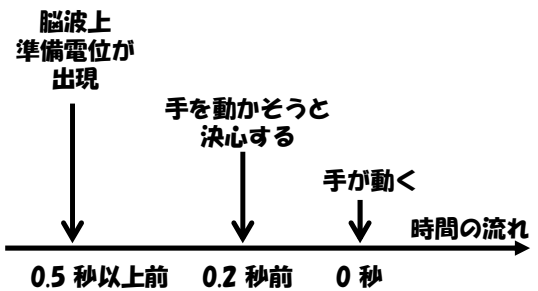 脳波上
準備電位が
出現
手を動かそうと
決心する
手が動く
時間の流れ
0.5 秒以上前
0.2 秒前
0 秒